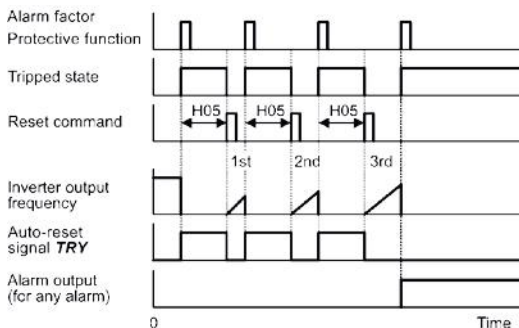 Alarm factor
Protective function
Tripped state
H05 H05 H05
Reset command
1st 2nd 3rd
Inverter output
frequency
Auto-reset
signal TRY
Alarm output
(for any alarm)
0 Time